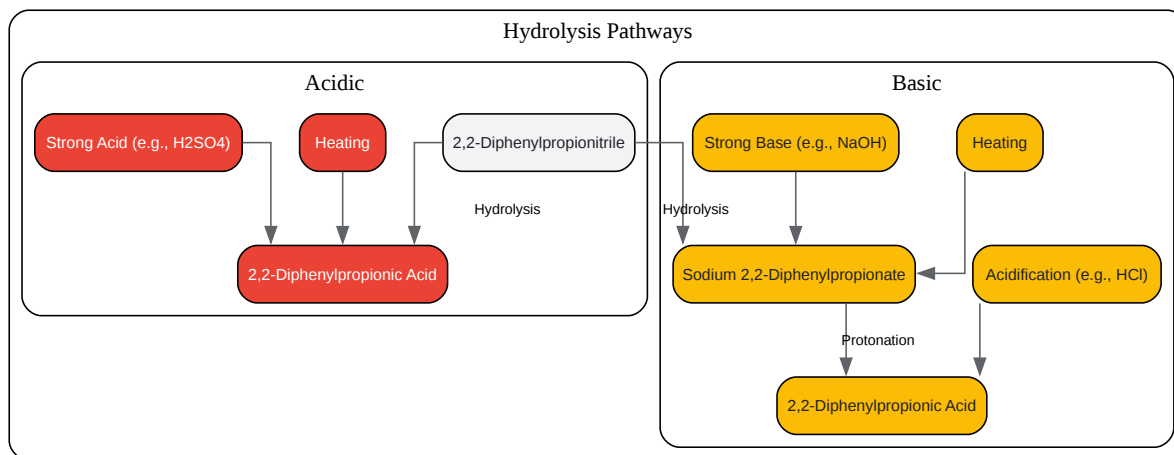 Hydrolysis Pathways
Acidic
Basic
Strong Acid (e.g., H2SO4)
Heating
2,2-Diphenylpropionitrile
Strong Base (e.g., NaOH)
Heating
Hydrolysis
Hydrolysis
2,2-Diphenylpropionic Acid
Sodium 2,2-Diphenylpropionate
Acidification (e.g., HCl)
Protonation
2,2-Diphenylpropionic Acid